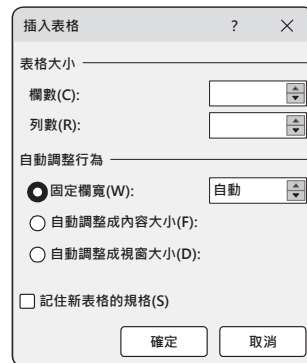 插入表格 ?
表格大小
欄數(C):
列數(R):
自動調整行為
固定欄寬(W): 自動
自動調整成內容大小(F):
自動調整成視窗大小(D):
記住新表格的規格(S)
確定 取消